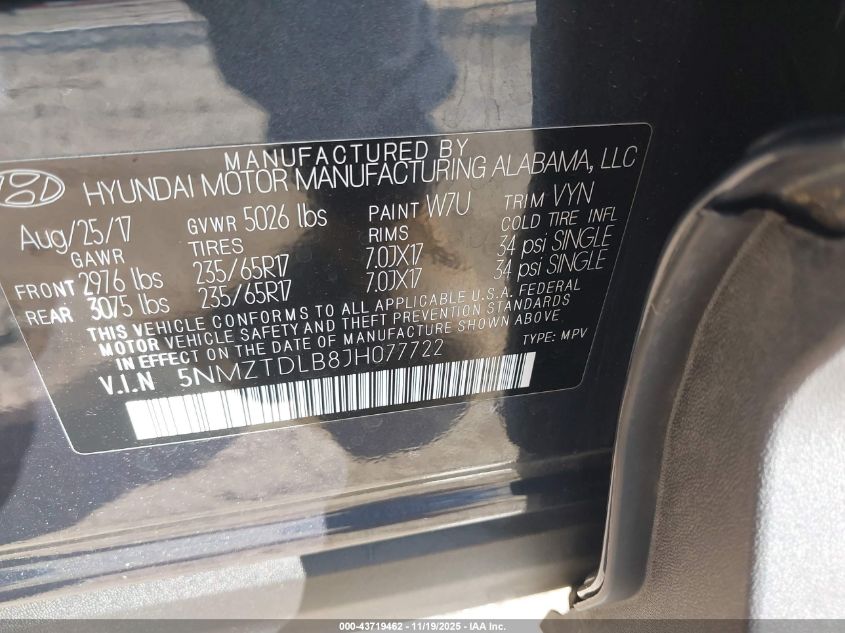 MANUFACTURED BY
HYUNDAI MOTOR MANUFACTURING ALABAMA, LLC
Aug/25/17 GVWR 5026 lbs PAINT W7U TRIM VYN
GAWR TIRES RIMS COLD TIRE INFL
FRONT 2976 lbs 235/65R17 7.0JX17 34 psi SINGLE
REAR 3075 lbs 235/65R17 7.0JX17 34 psi SINGLE
THIS VEHICLE CONFORMS TO ALL APPLICABLE U.S.A. FEDERAL
MOTOR VEHICLE SAFETY AND THEFT PREVENTION STANDARDS
IN EFFECT ON THE DATE OF MANUFACTURE SHOWN ABOVE.
V.I.N 5NMZTDLB8JH077722 TYPE: MPV
000-43719462 - 11/19/2025 - IAA Inc.